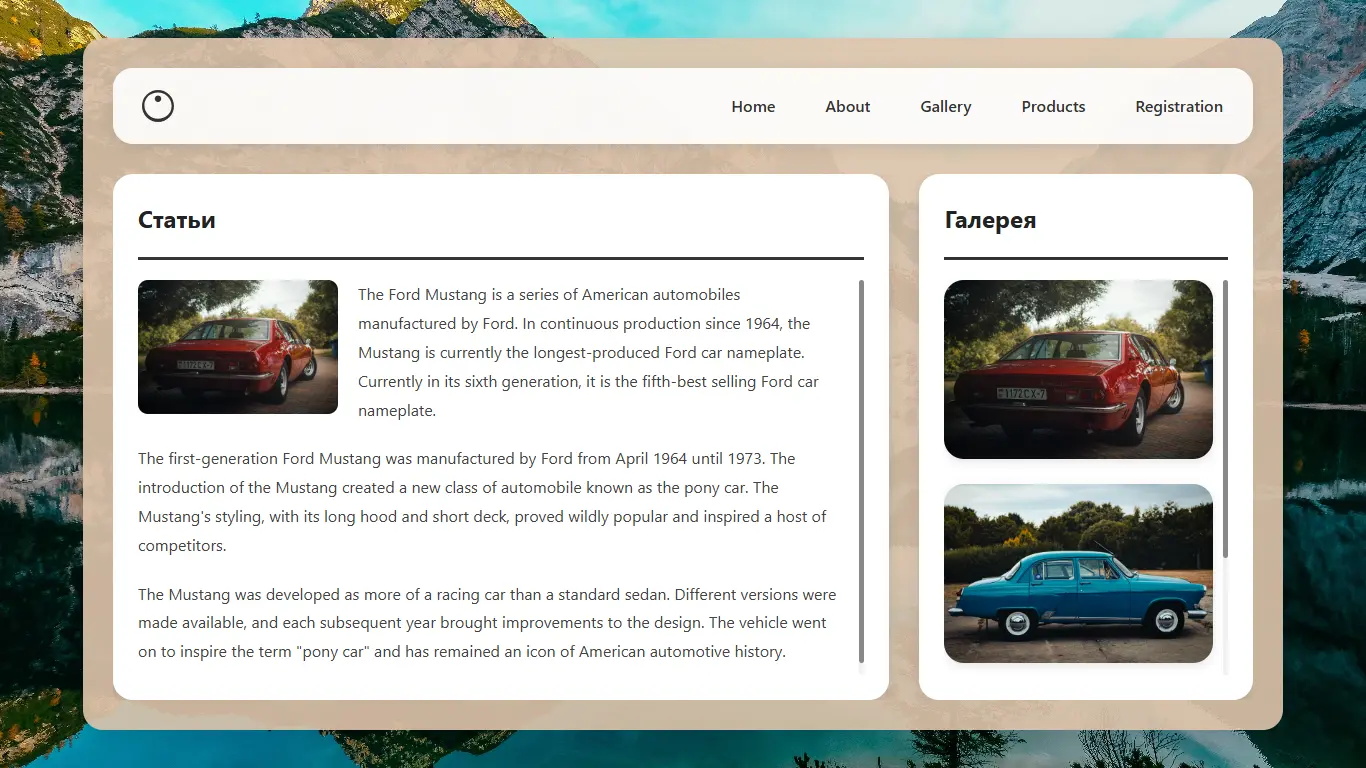 Home About Gallery Products Registration
Статьи
The Ford Mustang is a series of American automobiles
manufactured by Ford. In continuous production since 1964, the
Mustang is currently the longest-produced Ford car nameplate.
Currently in its sixth generation, it is the fifth-best selling Ford car
nameplate.
The first-generation Ford Mustang was manufactured by Ford from April 1964 until 1973. The
introduction of the Mustang created a new class of automobile known as the pony car. The
Mustang's styling, with its long hood and short deck, proved wildly popular and inspired a host of
competitors.
The Mustang was developed as more of a racing car than a standard sedan. Different versions were
made available, and each subsequent year brought improvements to the design. The vehicle went
on to inspire the term "pony car" and has remained an icon of American automotive history.
Галерея
1172CX-7